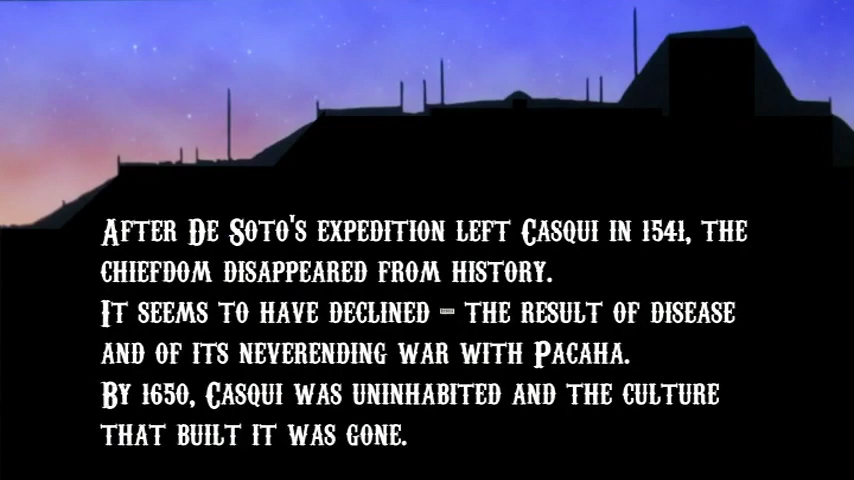 After De Soto's expedition left Casqui in 1541, the
chiefdom disappeared from history.
It seems to have declined – the result of disease
and of its neverending war with Pacaha.
By 1650, Casqui was uninhabited and the culture
that built it was gone.